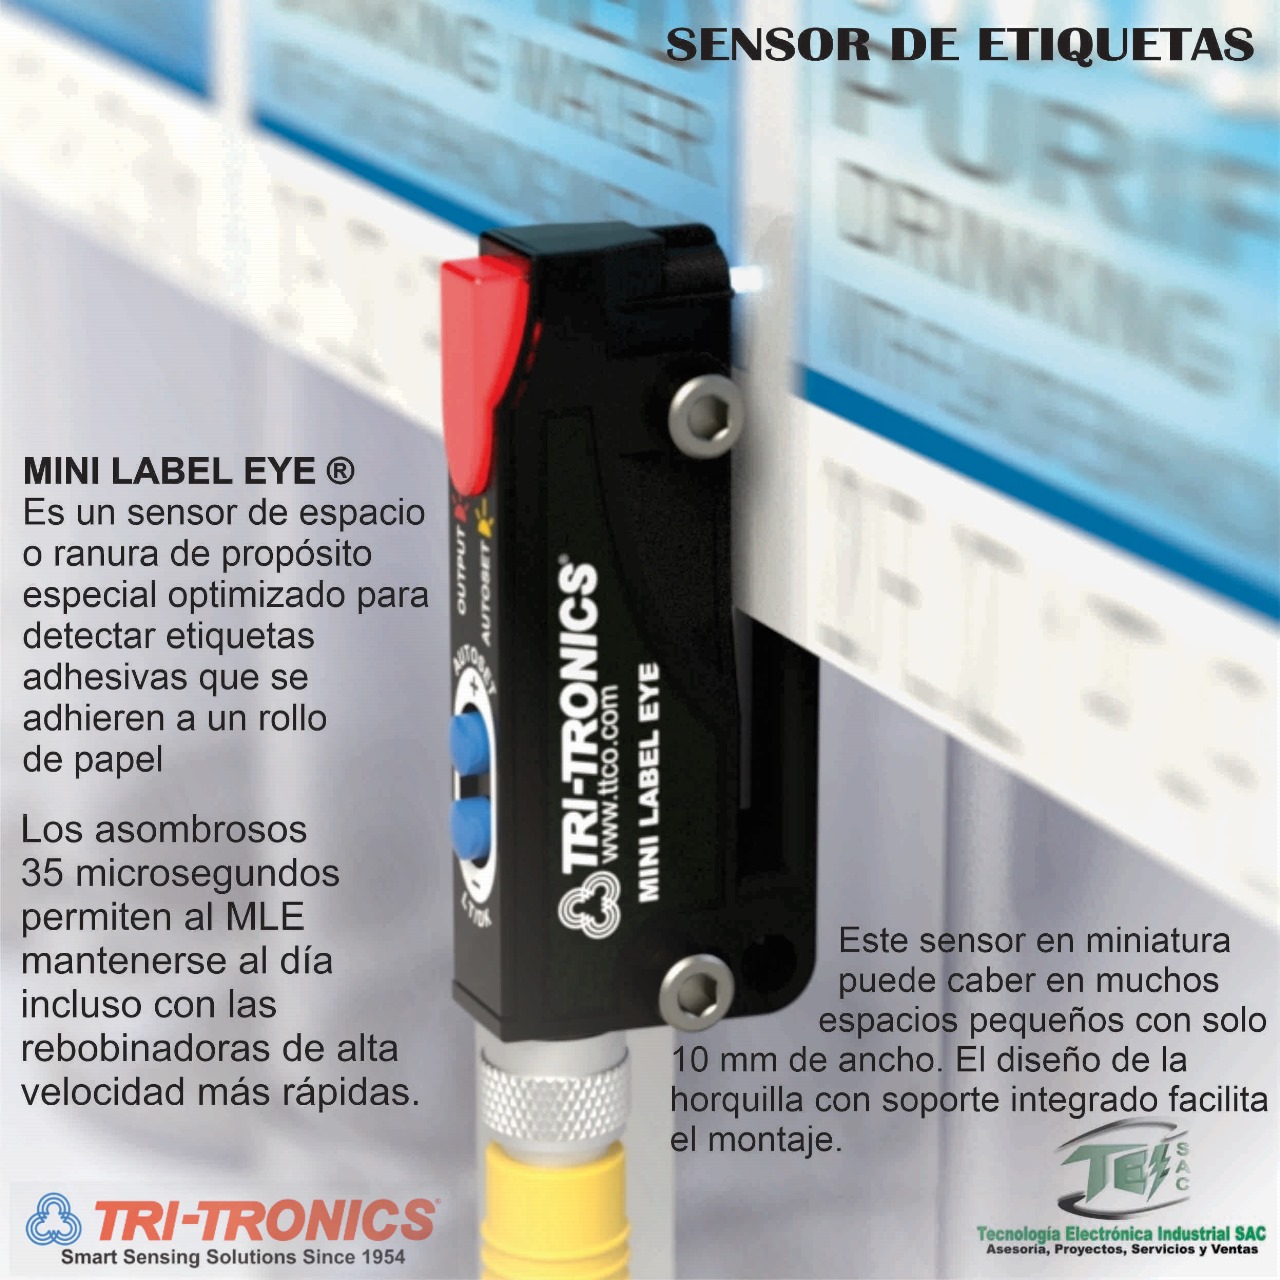 SENSOR DE ETIQUETAS
PURIF
DRINKING
MINI LABEL EYE ®
Es un sensor de espacio
o ranura de propósito
especial optimizado para
detectar etiquetas
adhesivas que se
adhieren a un rollo
de papel
Los asombrosos
35 microsegundos
permiten al MLE
mantenerse al día
incluso con las
rebobinadoras de alta
velocidad más rápidas.
OUTPUT
AUTOSET
AUTOSET
+
-
LT/DK
TRI-TRONICS®
www.ttco.com
MINI LABEL EYE
Este sensor en miniatura
puede caber en muchos
espacios pequeños con solo
10 mm de ancho. El diseño de la
horquilla con soporte integrado facilita
el montaje.
TRI-TRONICS®
Smart Sensing Solutions Since 1954
TEI SAC
Tecnología Electrónica Industrial SAC
Asesoría, Proyectos, Servicios y Ventas